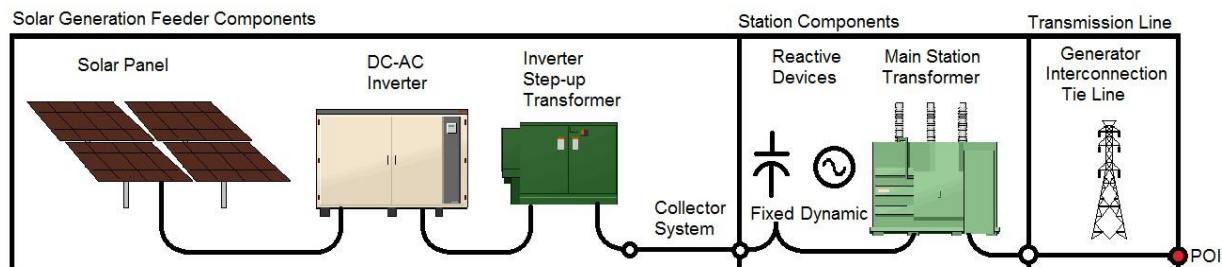 Solar Generation Feeder Components
Station Components
Transmission Line
Solar Panel
DC-AC
Inverter
Inverter
Step-up
Transformer
Reactive
Devices
Main Station
Transformer
Generator
Interconnection
Tie Line
Collector
System
Fixed Dynamic
POI